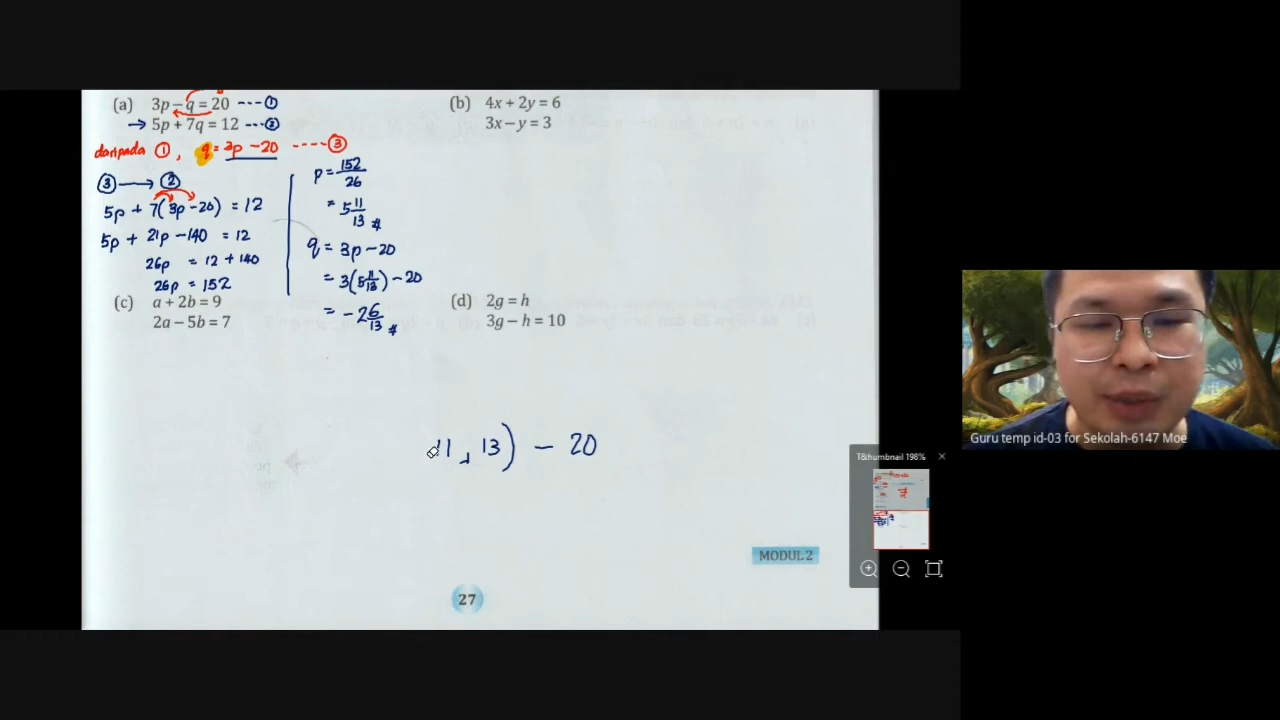 (a) 3p − q = 20 ---- ①
→ 5p + 7q = 12 ---- ②
daripada ①, q = 3p − 20 ---- ③
③ → ②
5p + 7(3p − 20) = 12
5p + 21p − 140 = 12
26p = 12 + 140
26p = 152
p = 152/26
= 5 11/13 #
q = 3p − 20
= 3(5 11/13) − 20
= −2 6/13 #
(b) 4x + 2y = 6
3x − y = 3
(c) a + 2b = 9
2a − 5b = 7
(d) 2g = h
3g − h = 10
11 , 13) − 20
MODUL 2
27
Guru temp id-03 for Sekolah-6147 Moe
T&humbnail 198%